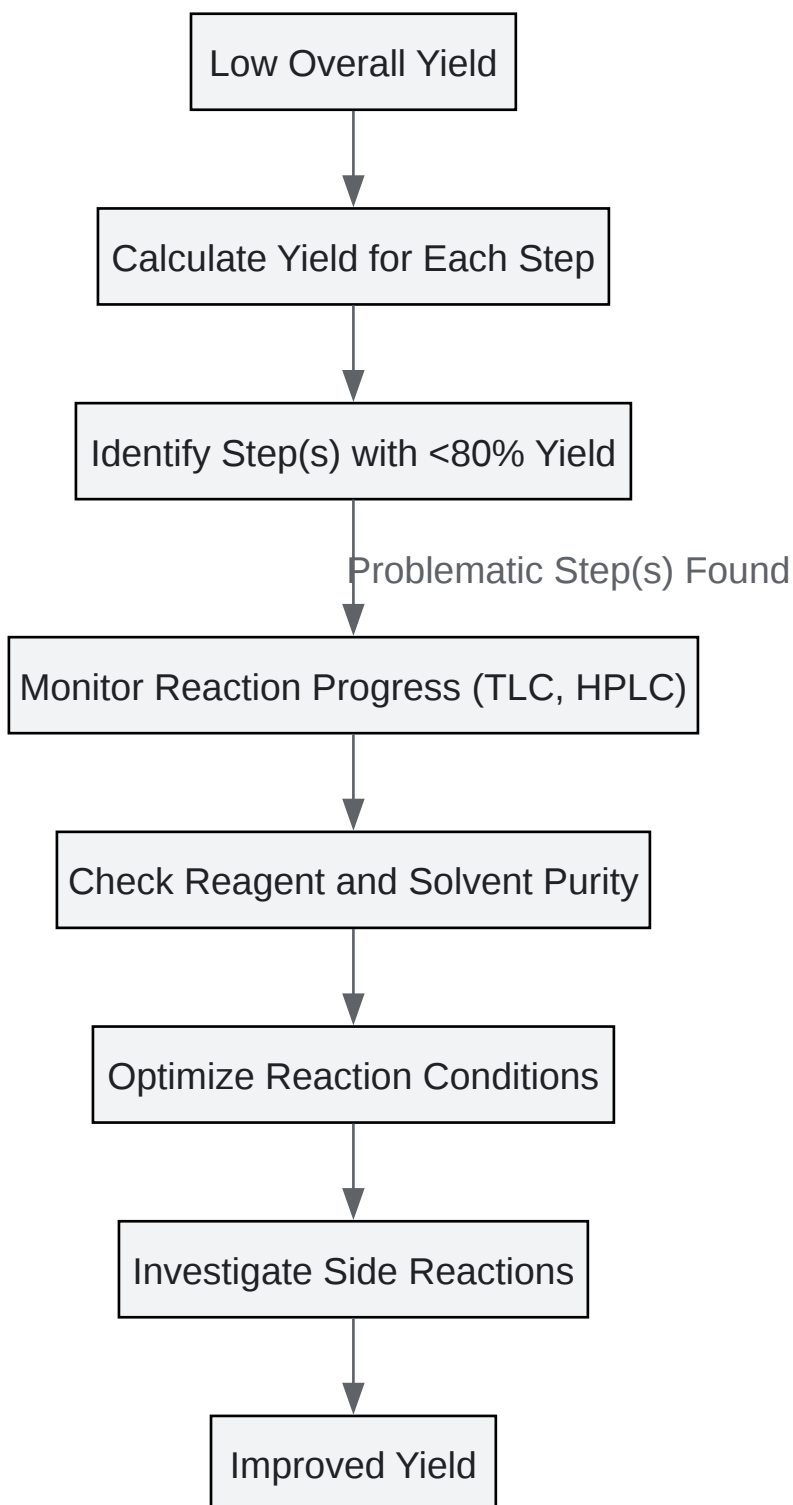 Low Overall Yield
Calculate Yield for Each Step
Identify Step(s) with <80% Yield
Problematic Step(s) Found
Monitor Reaction Progress (TLC, HPLC)
Check Reagent and Solvent Purity
Optimize Reaction Conditions
Investigate Side Reactions
Improved Yield